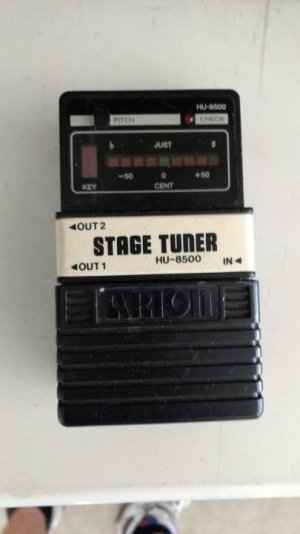 HU-8500
PITCH CHECK
♭ JUST ♯
-50 0 +50
KEY CENT
◄OUT 2
STAGE TUNER
◄OUT 1 HU-8500 IN◄
ARION